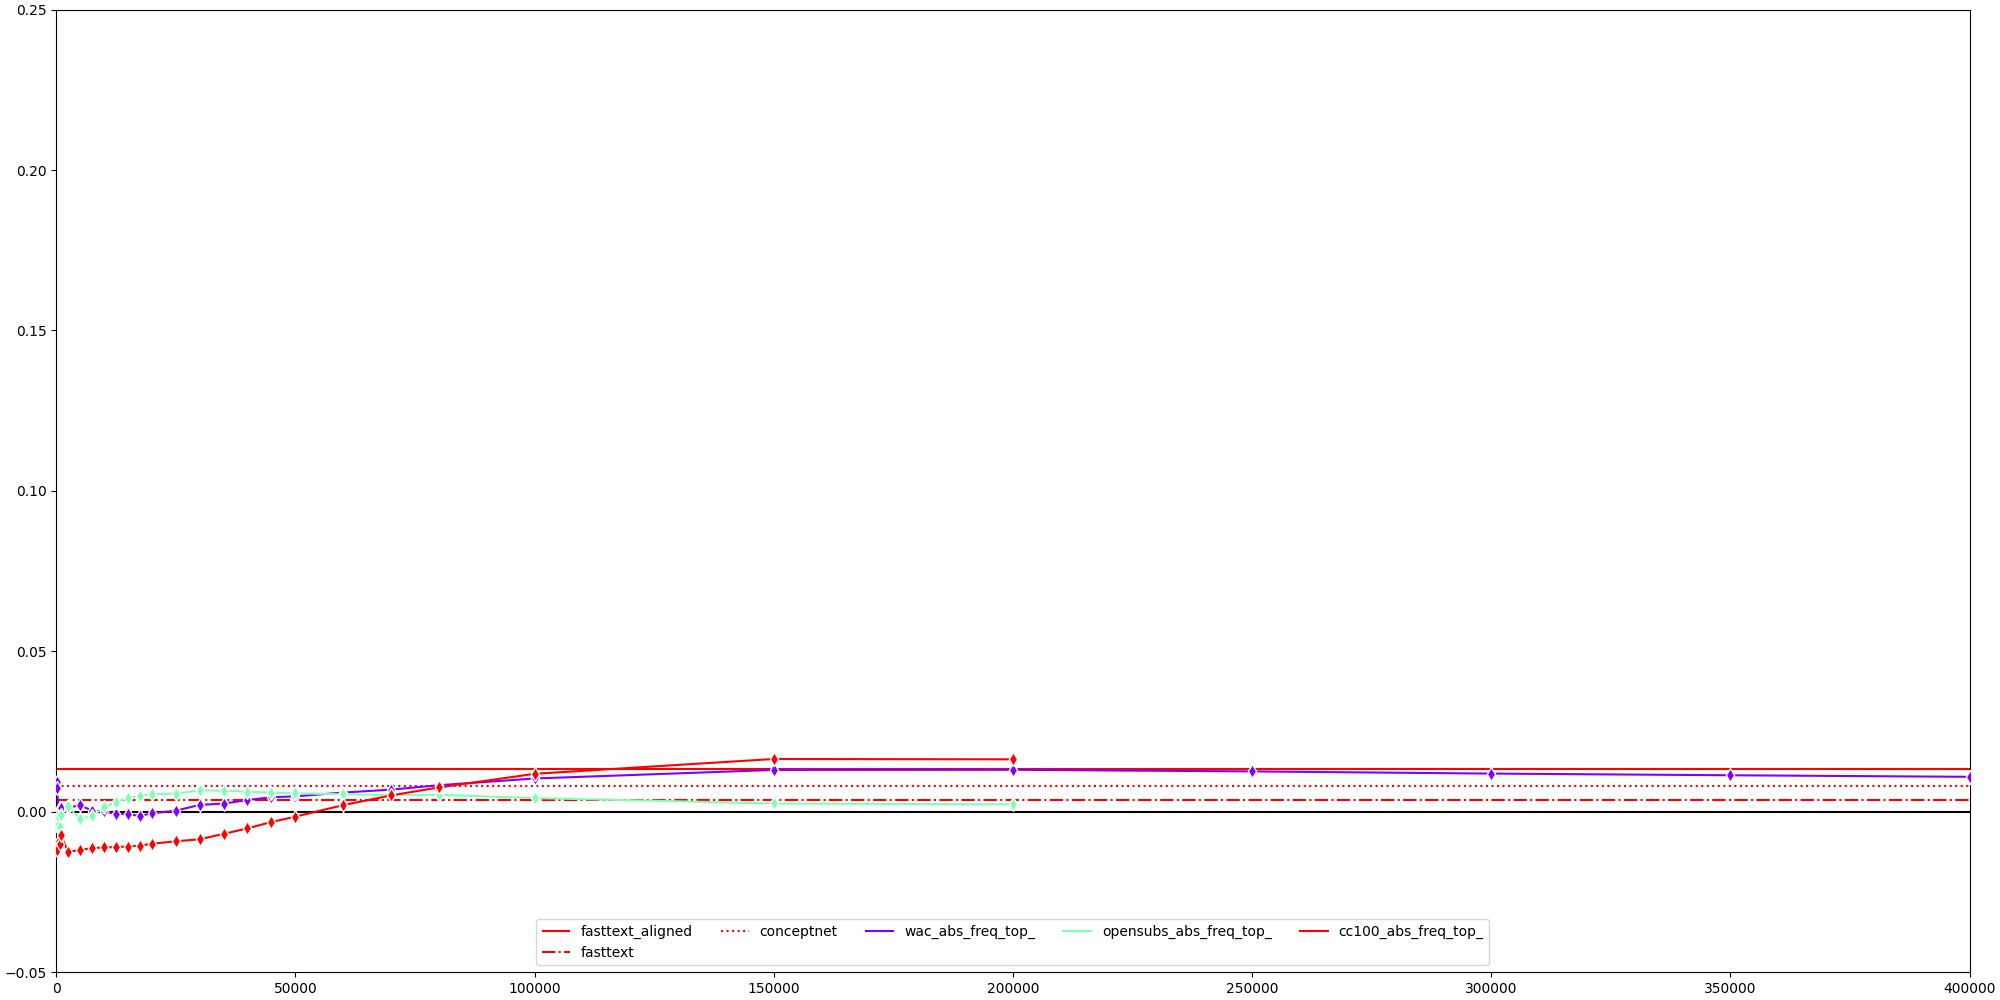 0.25
0.20
0.15
0.10
0.05
0.00
−0.05
0 50000 100000 150000 200000 250000 300000 350000 400000
fasttext_aligned conceptnet wac_abs_freq_top_ opensubs_abs_freq_top_ cc100_abs_freq_top_
fasttext